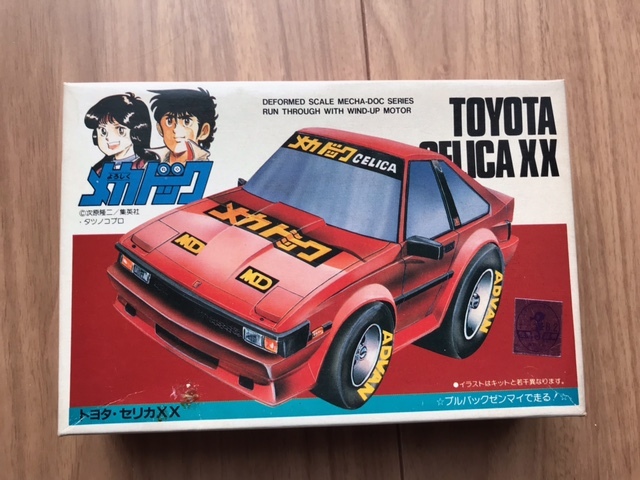 DEFORMED SCALE MECHA-DOC SERIES
RUN THROUGH WITH WIND-UP MOTOR
TOYOTA
CELICA XX
よろしく
メカドック
©次原隆二/集英社
・タツノコプロ
メカドック CELICA
メカドック
MD
MD
ADVAN
ADVAN
●イラストはキットと若干異なります。
トヨタ・セリカXX
☆プルバックゼンマイで走る!☆